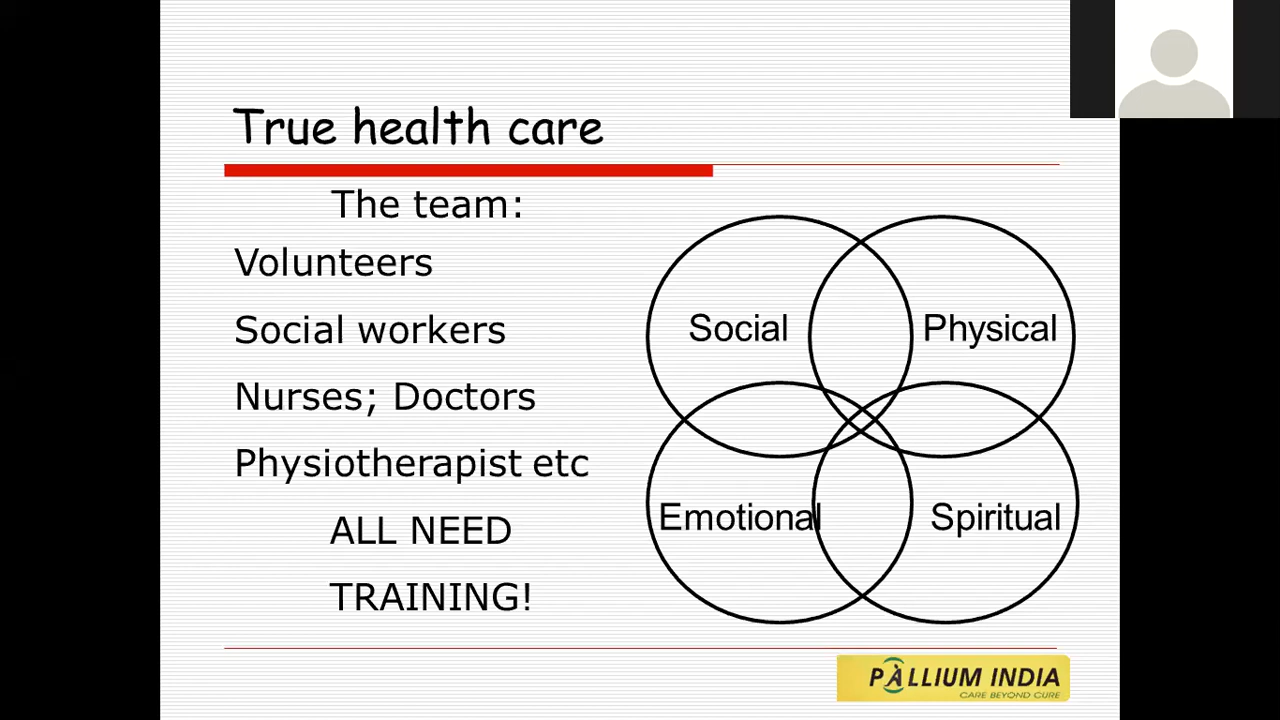 True health care
The team:
Volunteers
Social workers
Nurses; Doctors
Physiotherapist etc
ALL NEED
TRAINING!
Social
Physical
Emotional
Spiritual
PALLIUM INDIA
CARE BEYOND CURE